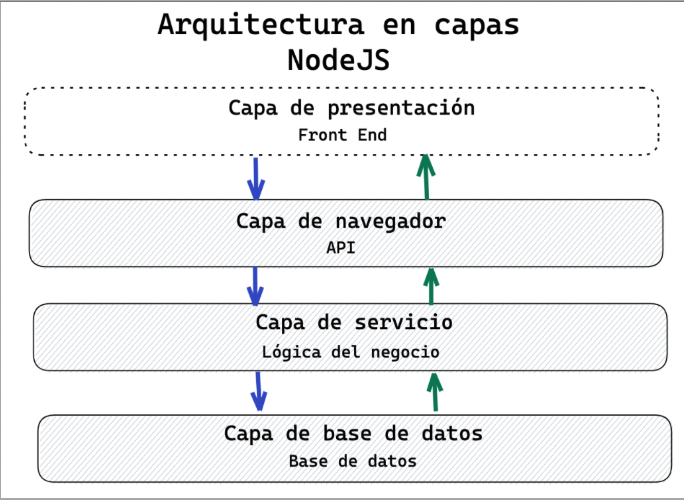 Arquitectura en capas
NodeJS
Capa de presentación
Front End
Capa de navegador
API
Capa de servicio
Lógica del negocio
Capa de base de datos
Base de datos